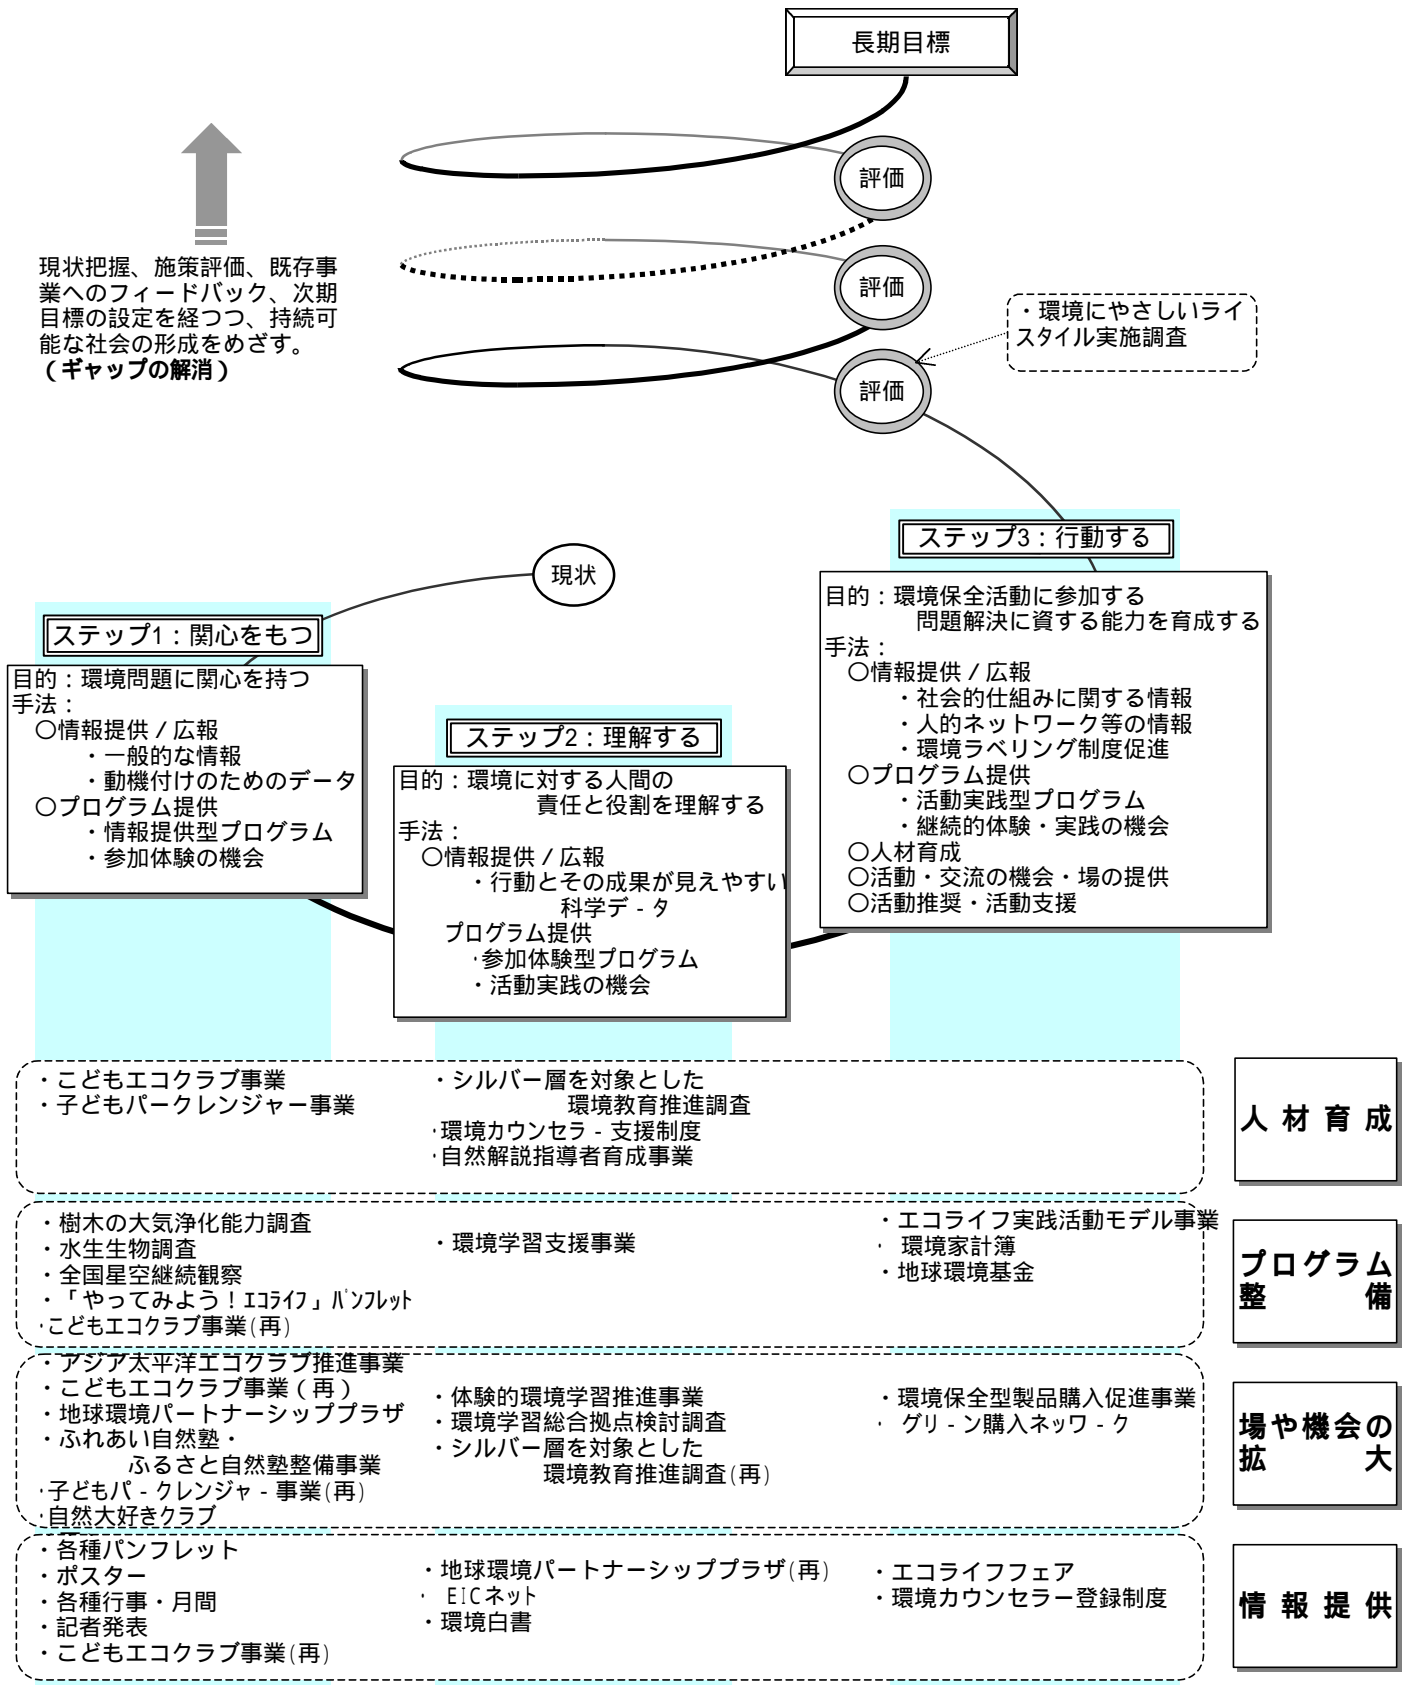 長期目標
評価
評価
評価
現状把握、施策評価、既存事
業へのフィードバック、次期
目標の設定を経つつ、持続可
能な社会の形成をめざす。
（ギャップの解消）
・環境にやさしいライ
スタイル実施調査
現状
ステップ1：関心をもつ
目的：環境問題に関心を持つ
手法：
〇情報提供／広報
・一般的な情報
・動機付けのためのデータ
〇プログラム提供
・情報提供型プログラム
・参加体験の機会
ステップ2：理解する
目的：環境に対する人間の
責任と役割を理解する
手法：
〇情報提供／広報
・行動とその成果が見えやすい
科学デ－タ
プログラム提供
・参加体験型プログラム
・活動実践の機会
ステップ3：行動する
目的：環境保全活動に参加する
問題解決に資する能力を育成する
手法：
〇情報提供／広報
・社会的仕組みに関する情報
・人的ネットワーク等の情報
・環境ラベリング制度促進
〇プログラム提供
・活動実践型プログラム
・継続的体験・実践の機会
〇人材育成
〇活動・交流の機会・場の提供
〇活動推奨・活動支援
・こどもエコクラブ事業
・子どもパークレンジャー事業
・シルバー層を対象とした
環境教育推進調査
・環境カウンセラ－支援制度
・自然解説指導者育成事業
人材育成
・樹木の大気浄化能力調査
・水生生物調査
・全国星空継続観察
・「やってみよう！ｴｺﾗｲﾌ」ﾊﾟﾝﾌﾚｯﾄ
・こどもエコクラブ事業(再)
・環境学習支援事業
・エコライフ実践活動モデル事業
・ 環境家計簿
・地球環境基金
プログラム
整備
・アジア太平洋エコクラブ推進事業
・こどもエコクラブ事業（再）
・地球環境パートナーシッププラザ
・ふれあい自然塾・
ふるさと自然塾整備事業
・子どもパ－クレンジャ－事業(再)
・自然大好きクラブ
・体験的環境学習推進事業
・環境学習総合拠点検討調査
・シルバー層を対象とした
環境教育推進調査(再)
・環境保全型製品購入促進事業
・ グリ－ン購入ネッワ－ク
場や機会の
拡大
・各種パンフレット
・ポスター
・各種行事・月間
・記者発表
・こどもエコクラブ事業(再)
・地球環境パートナーシッププラザ(再)
・ EICネット
・環境白書
・エコライフフェア
・環境カウンセラー登録制度
情報提供